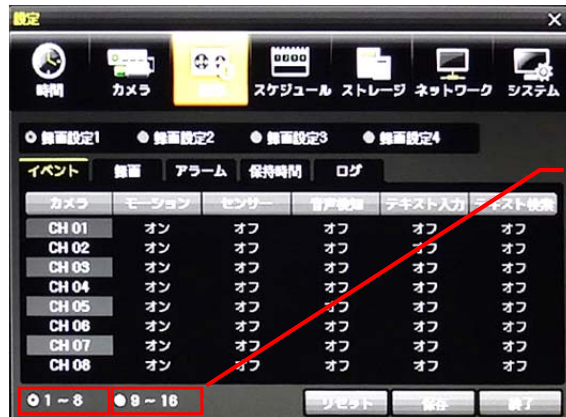 設定
時間 カメラ 録画 スケジュール ストレージ ネットワーク システム
録画設定1 録画設定2 録画設定3 録画設定4
イベント 録画 アラーム 保持時間 ログ
カメラ モーション センサー 音声検知 テキスト入力 テキスト検索
CH 01 オン オフ オフ オフ オフ
CH 02 オン オフ オフ オフ オフ
CH 03 オン オフ オフ オフ オフ
CH 04 オン オフ オフ オフ オフ
CH 05 オン オフ オフ オフ オフ
CH 06 オン オフ オフ オフ オフ
CH 07 オン オフ オフ オフ オフ
CH 08 オン オフ オフ オフ オフ
1 ~ 8 9 ~ 16 リセット 保存 終了